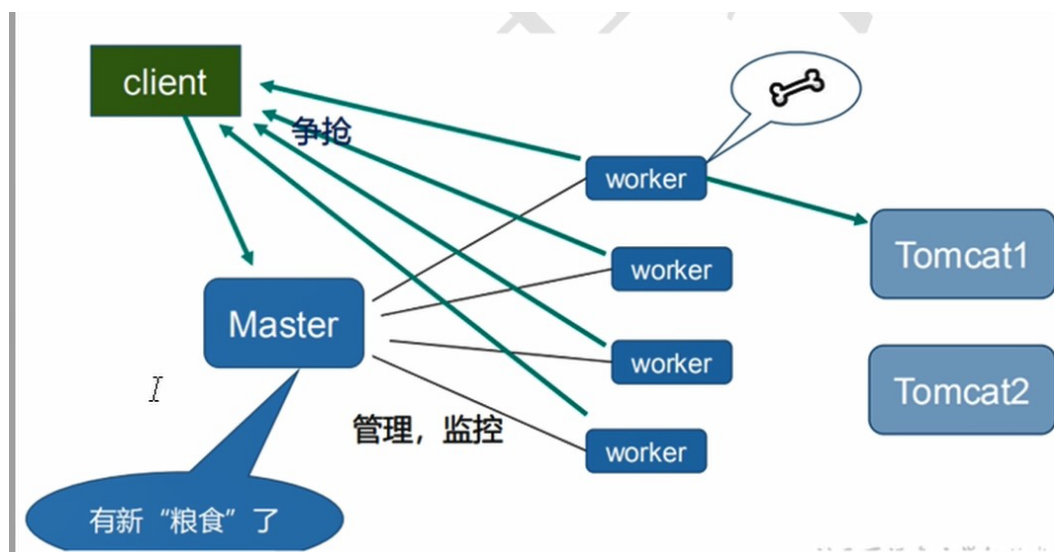 client
争抢
worker
worker
Tomcat1
Master
worker
Tomcat2
管理，监控
worker
有新“粮食”了